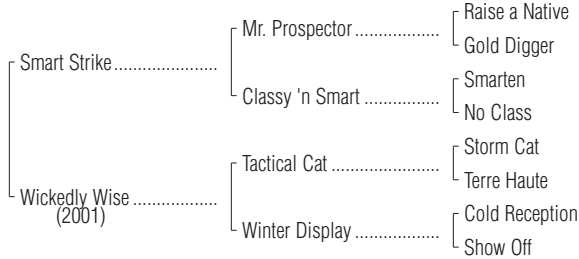 Raise a Native
Mr. Prospector ..................
Gold Digger
Smart Strike .....................
Smarten
Classy 'n Smart ................
No Class
Storm Cat
Tactical Cat ......................
Terre Haute
Wickedly Wise .................
(2001)
Cold Reception
Winter Display .................
Show Off